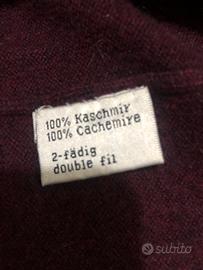 100% Kaschmir
100% Cachemire
2-fädig
double fil
subito